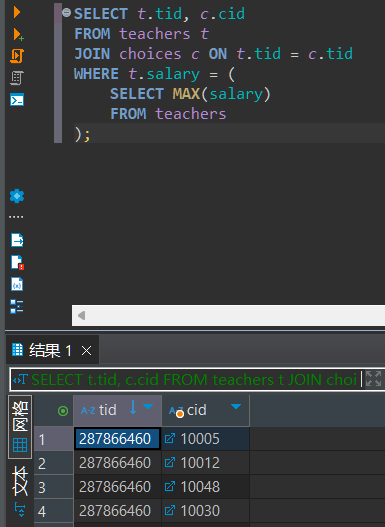 SELECT t.tid, c.cid
FROM teachers t
JOIN choices c ON t.tid = c.tid
WHERE t.salary = (
SELECT MAX(salary)
FROM teachers
);
结果 1 ×
SELECT t.tid, c.cid FROM teachers t JOIN choi
网格
文本
A-Z tid
A-Z cid
1 287866460 10005
2 287866460 10012
3 287866460 10048
4 287866460 10030